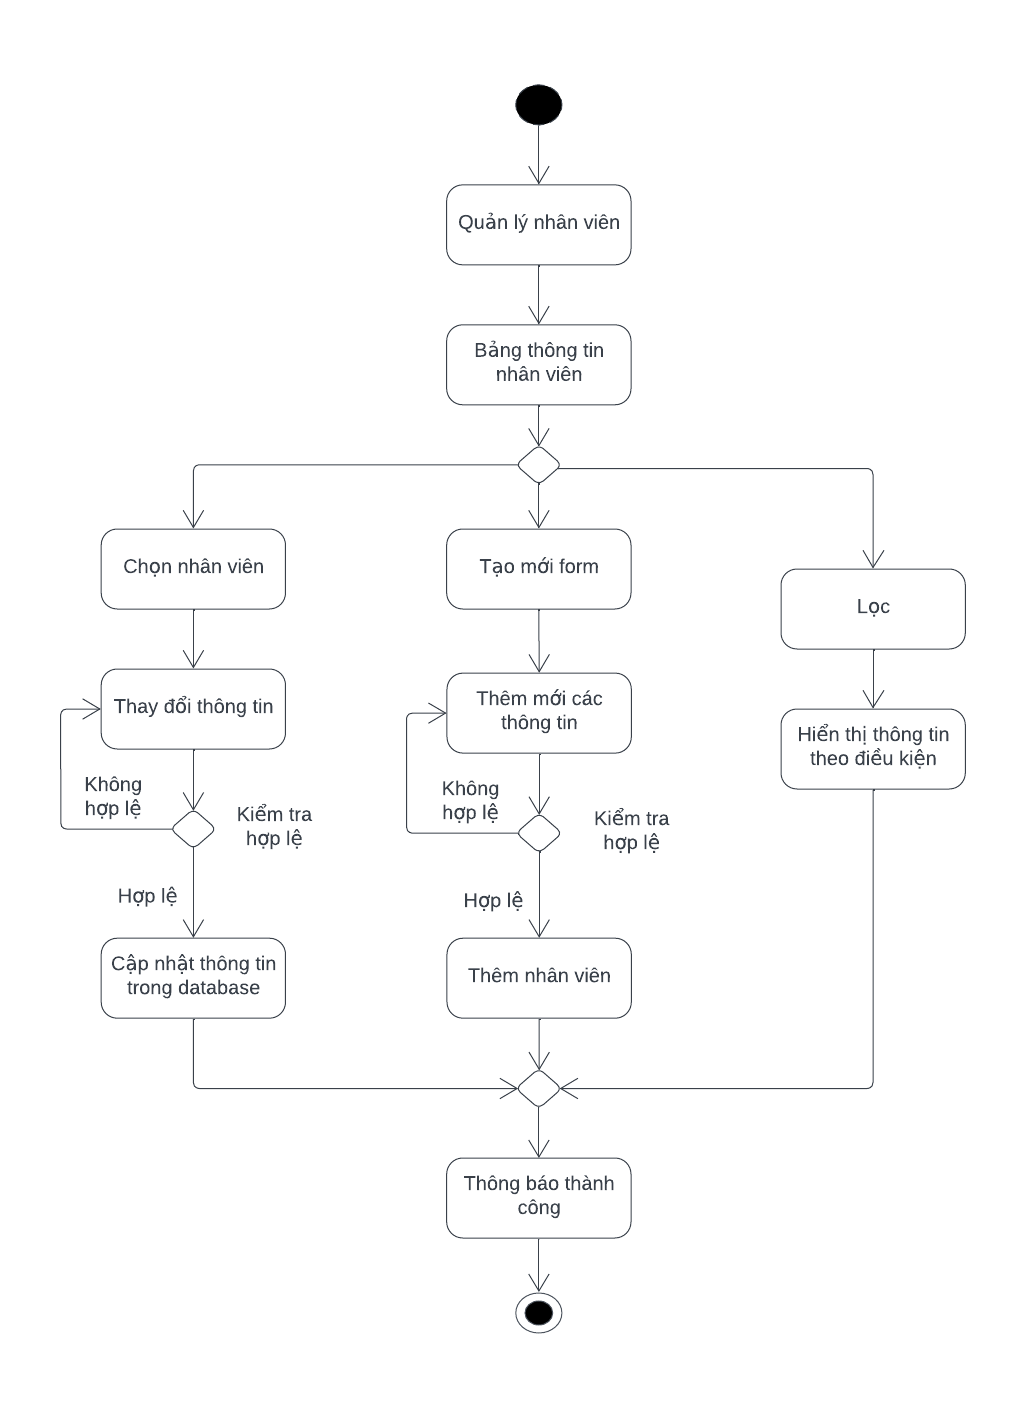 Quản lý nhân viên
Bảng thông tin
nhân viên
Chọn nhân viên
Tạo mới form
Lọc
Thay đổi thông tin
Thêm mới các
thông tin
Hiển thị thông tin
theo điều kiện
Không
hợp lệ
Kiểm tra
hợp lệ
Không
hợp lệ
Kiểm tra
hợp lệ
Hợp lệ
Hợp lệ
Cập nhật thông tin
trong database
Thêm nhân viên
Thông báo thành
công